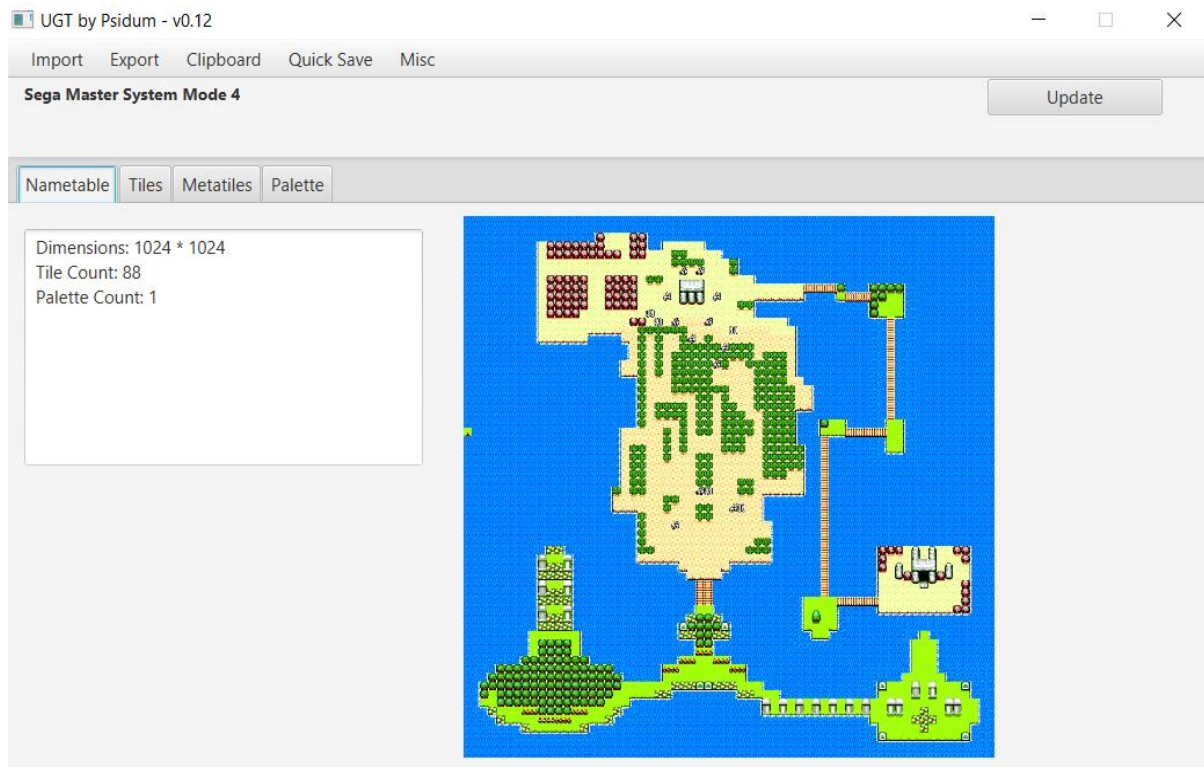 UGT by Psidum - v0.12
Import Export Clipboard Quick Save Misc
Sega Master System Mode 4
Update
Nametable Tiles Metatiles Palette
Dimensions: 1024 * 1024
Tile Count: 88
Palette Count: 1